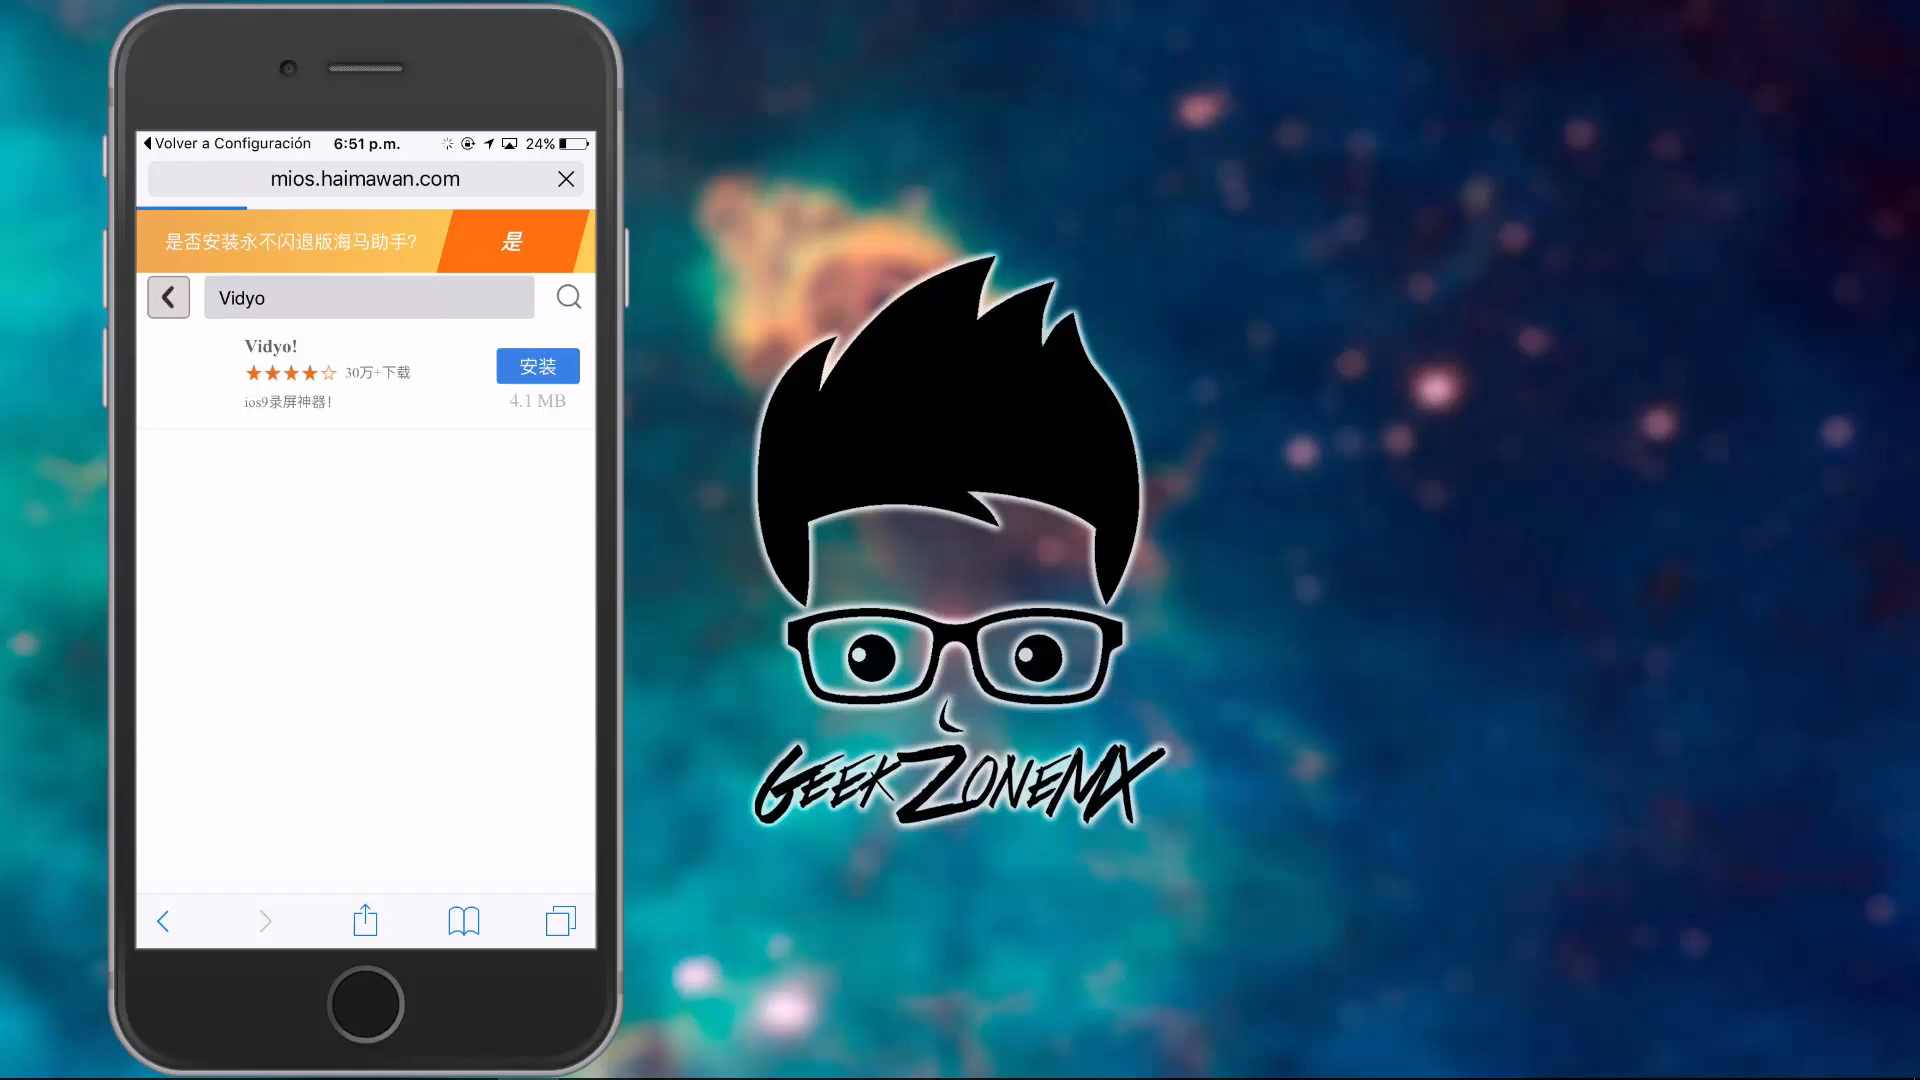 Volver a Configuración 6:51 p.m. 24%
mios.haimawan.com
是否安装永不闪退版海马助手? 是
Vidyo
Vidyo!
安装
★★★★☆ 30万+下载
ios9录屏神器!
4.1 MB
GEEKZONEMX